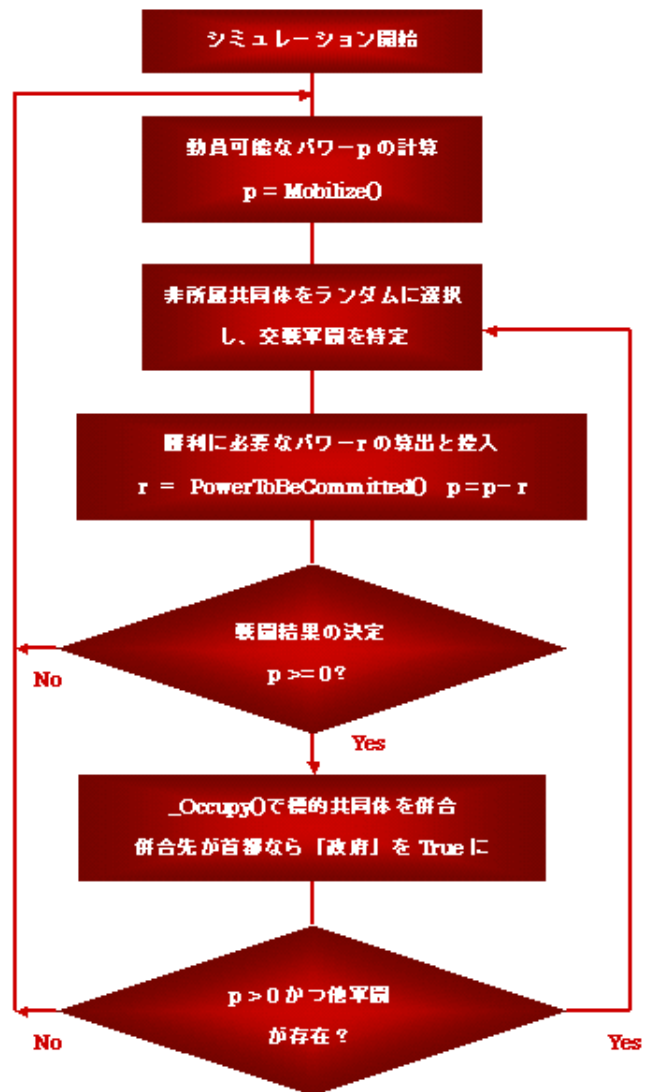 シミュレーション開始
動員可能なパワーpの計算
p = Mobilize()
非所属共同体をランダムに選択
し、交戦軍閥を特定
勝利に必要なパワーrの算出と投入
r = PowerToBeCommitted() p=p-r
戦闘結果の決定
p >= 0?
No
Yes
_Occupy()で標的共同体を併合
併合先が首都なら「政府」をTrueに
p > 0 かつ他軍閥
が存在?
No
Yes